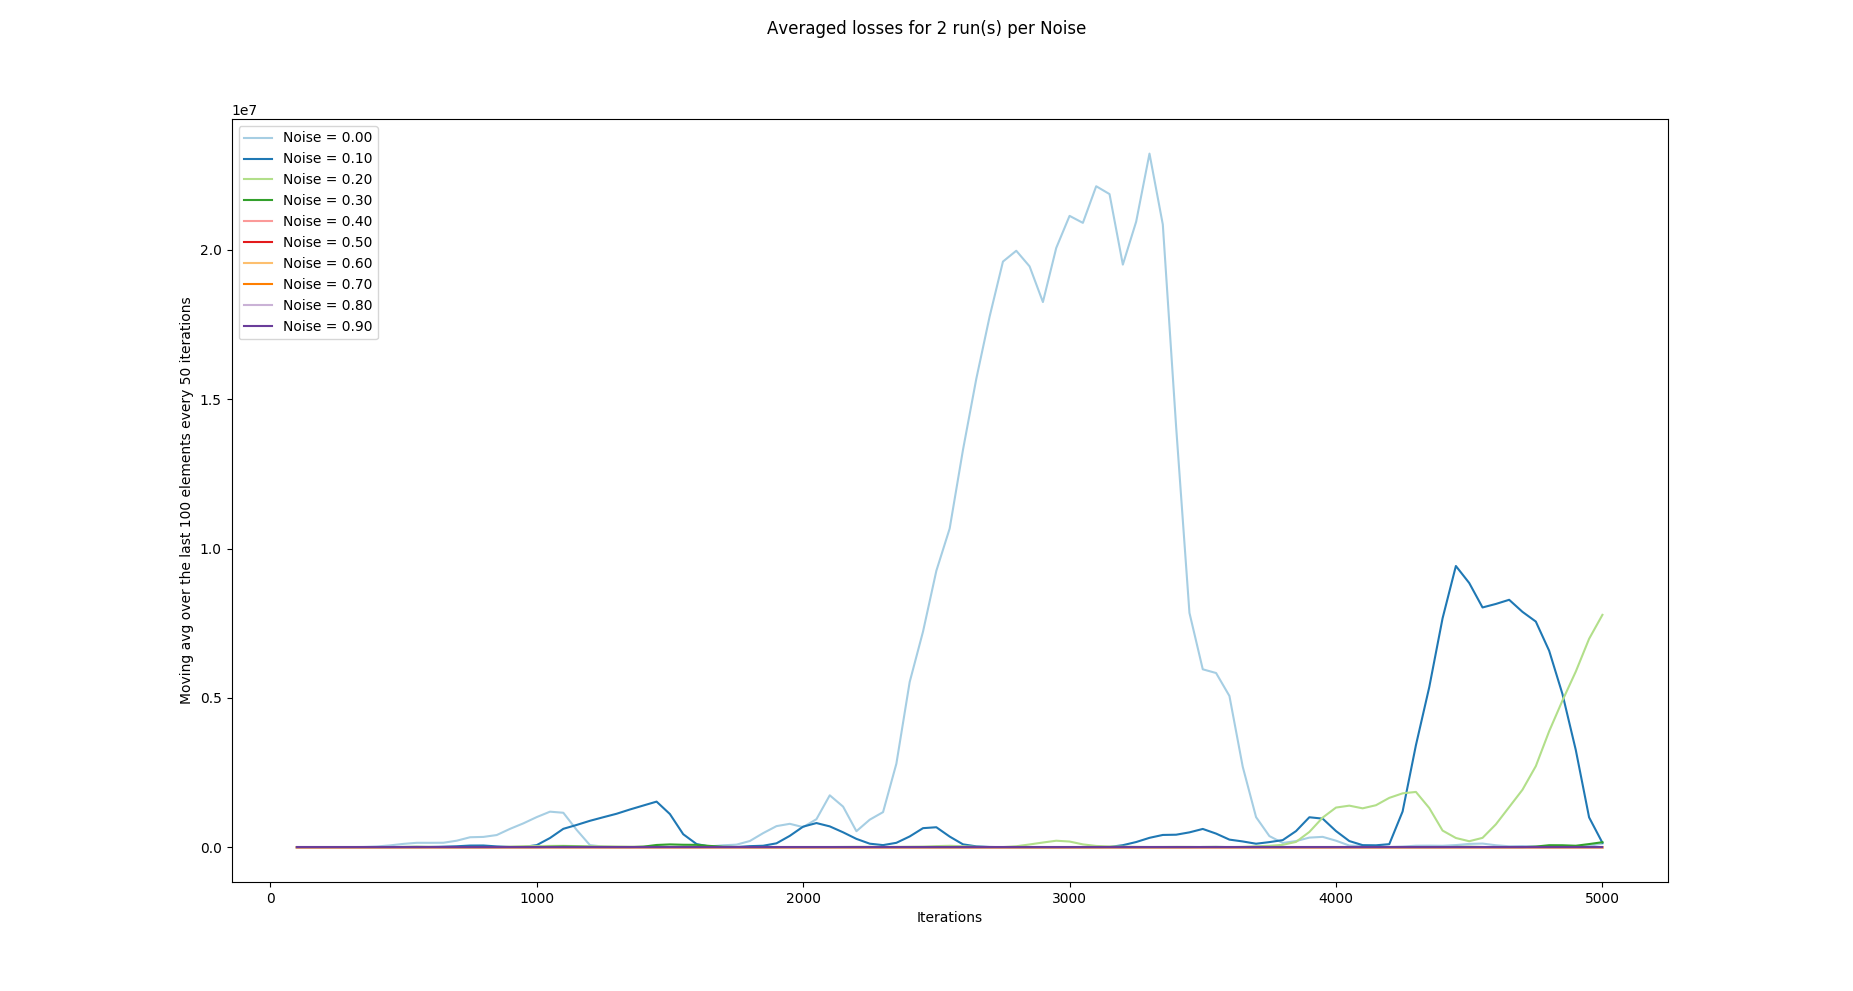 Averaged losses for 2 run(s) per Noise
1e7
Noise = 0.00
Noise = 0.10
Noise = 0.20
Noise = 0.30
Noise = 0.40
Noise = 0.50
Noise = 0.60
Noise = 0.70
Noise = 0.80
Noise = 0.90
Moving avg over the last 100 elements every 50 iterations
2.0
1.5
1.0
0.5
0.0
0 1000 2000 3000 4000 5000
Iterations